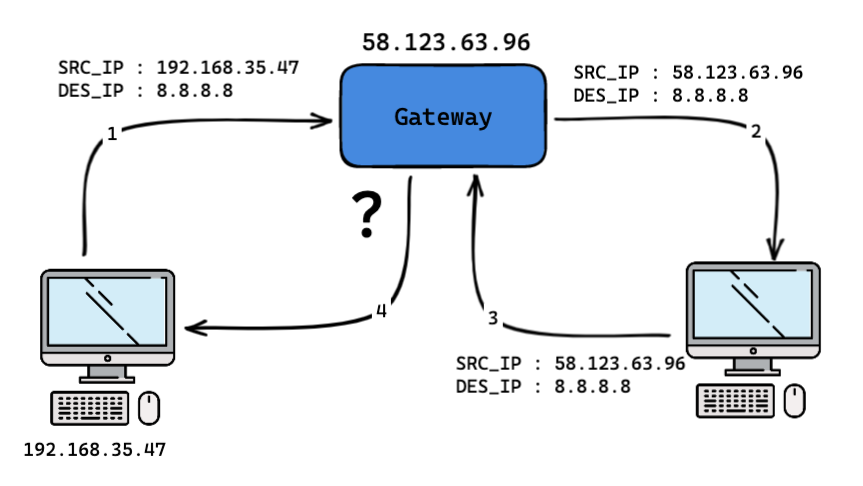 58.123.63.96
SRC_IP : 192.168.35.47
DES_IP : 8.8.8.8
SRC_IP : 58.123.63.96
DES_IP : 8.8.8.8
Gateway
1
2
?
4
3
SRC_IP : 58.123.63.96
DES_IP : 8.8.8.8
192.168.35.47